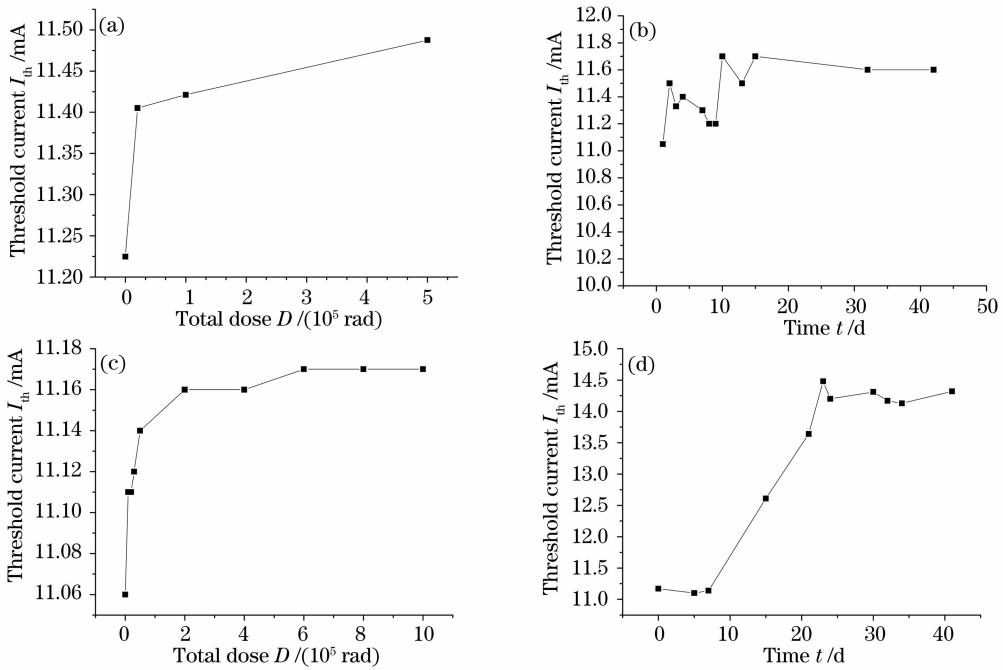 (a)
Threshold current I_th /mA
11.50
11.45
11.40
11.35
11.30
11.25
11.20
0 1 2 3 4 5
Total dose D /(10⁵ rad)
(b)
Threshold current I_th /mA
12.0
11.8
11.6
11.4
11.2
11.0
10.8
10.6
10.4
10.2
10.0
0 10 20 30 40 50
Time t /d
(c)
Threshold current I_th /mA
11.18
11.16
11.14
11.12
11.10
11.08
11.06
0 2 4 6 8 10
Total dose D /(10⁵ rad)
(d)
Threshold current I_th /mA
15.0
14.5
14.0
13.5
13.0
12.5
12.0
11.5
11.0
0 10 20 30 40
Time t /d